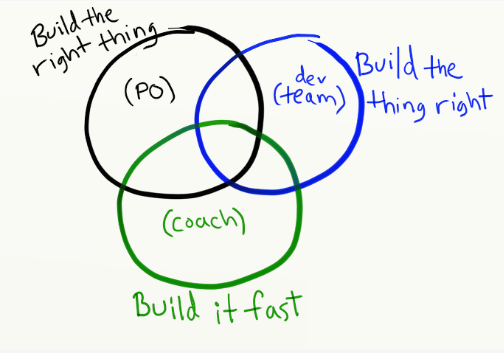 Build the
right thing
(PO)
dev
(team)
Build the
thing right
(coach)
Build it fast